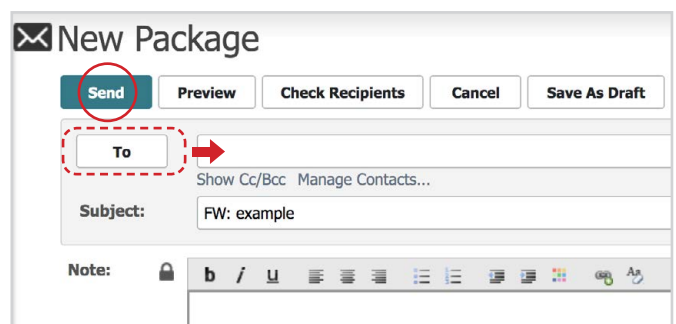 New Package
Send Preview Check Recipients Cancel Save As Draft
To
Show Cc/Bcc Manage Contacts...
Subject: FW: example
Note: b i u